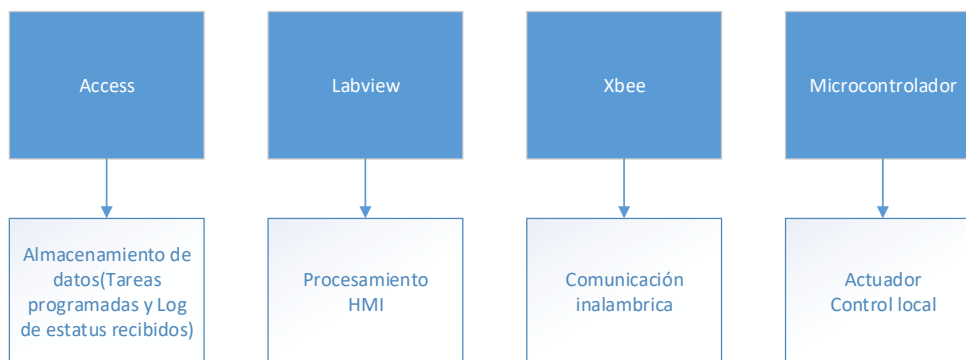 Access
Labview
Xbee
Microcontrolador
Almacenamiento de
datos(Tareas
programadas y Log
de estatus recibidos)
Procesamiento
HMI
Comunicación
inalambrica
Actuador
Control local